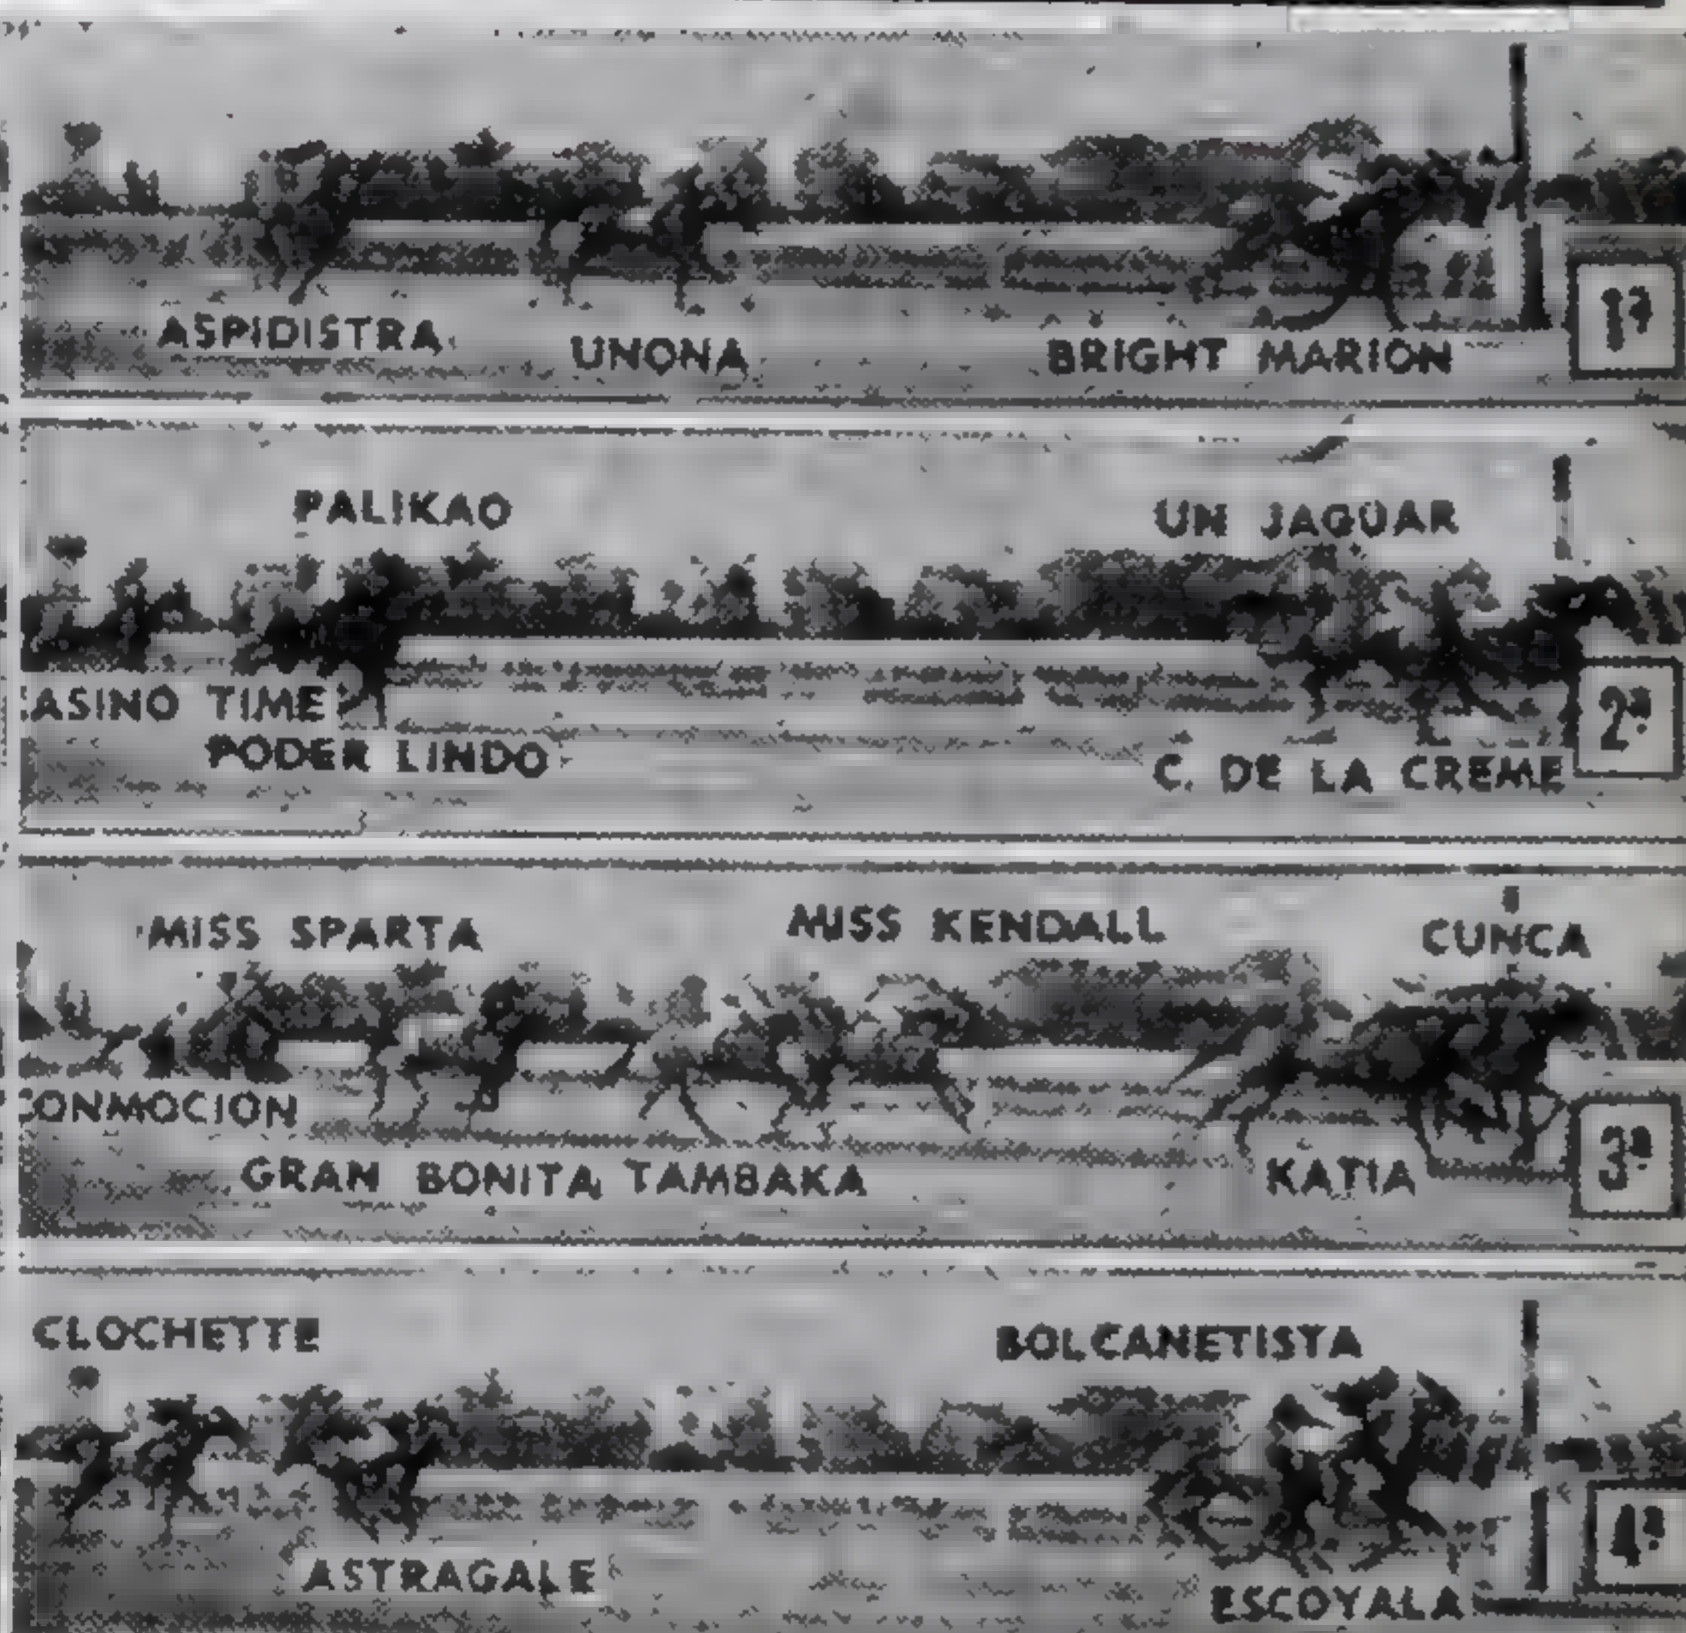 ASPIDISTRA UNONA BRIGHT MARION 1ª
PALIKAO UN JAGUAR
ASINO TIME 2ª
PODER LINDO C. DE LA CREME
MISS SPARTA MISS KENDALL CUNCA
ONMOCION 3ª
GRAN BONITA TAMBAKA KATIA
CLOCHETTE BOLCANETISTA
4ª
ASTRAGALE ESCOYALA